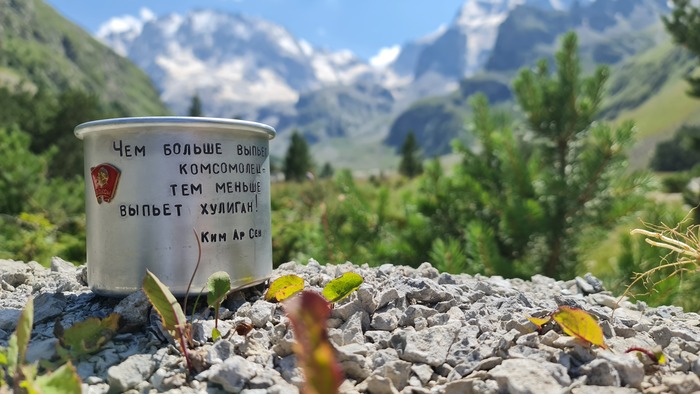 Чем больше выпьет
комсомолец-
тем меньше
выпьет хулиган!
Ким Ар Сен